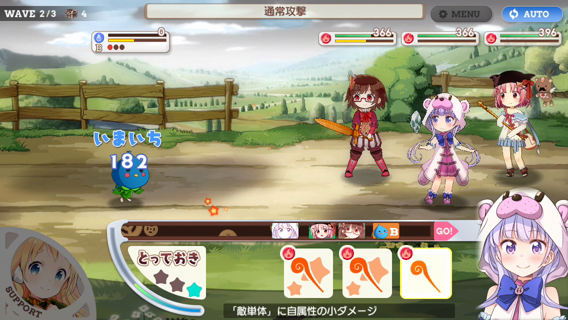 WAVE 2/3 4
通常攻撃
MENU
AUTO
B 0
366
366
396
いまいち
182
B
GO!
とっておき
SUPPORT
「敵単体」に自属性の小ダメージ